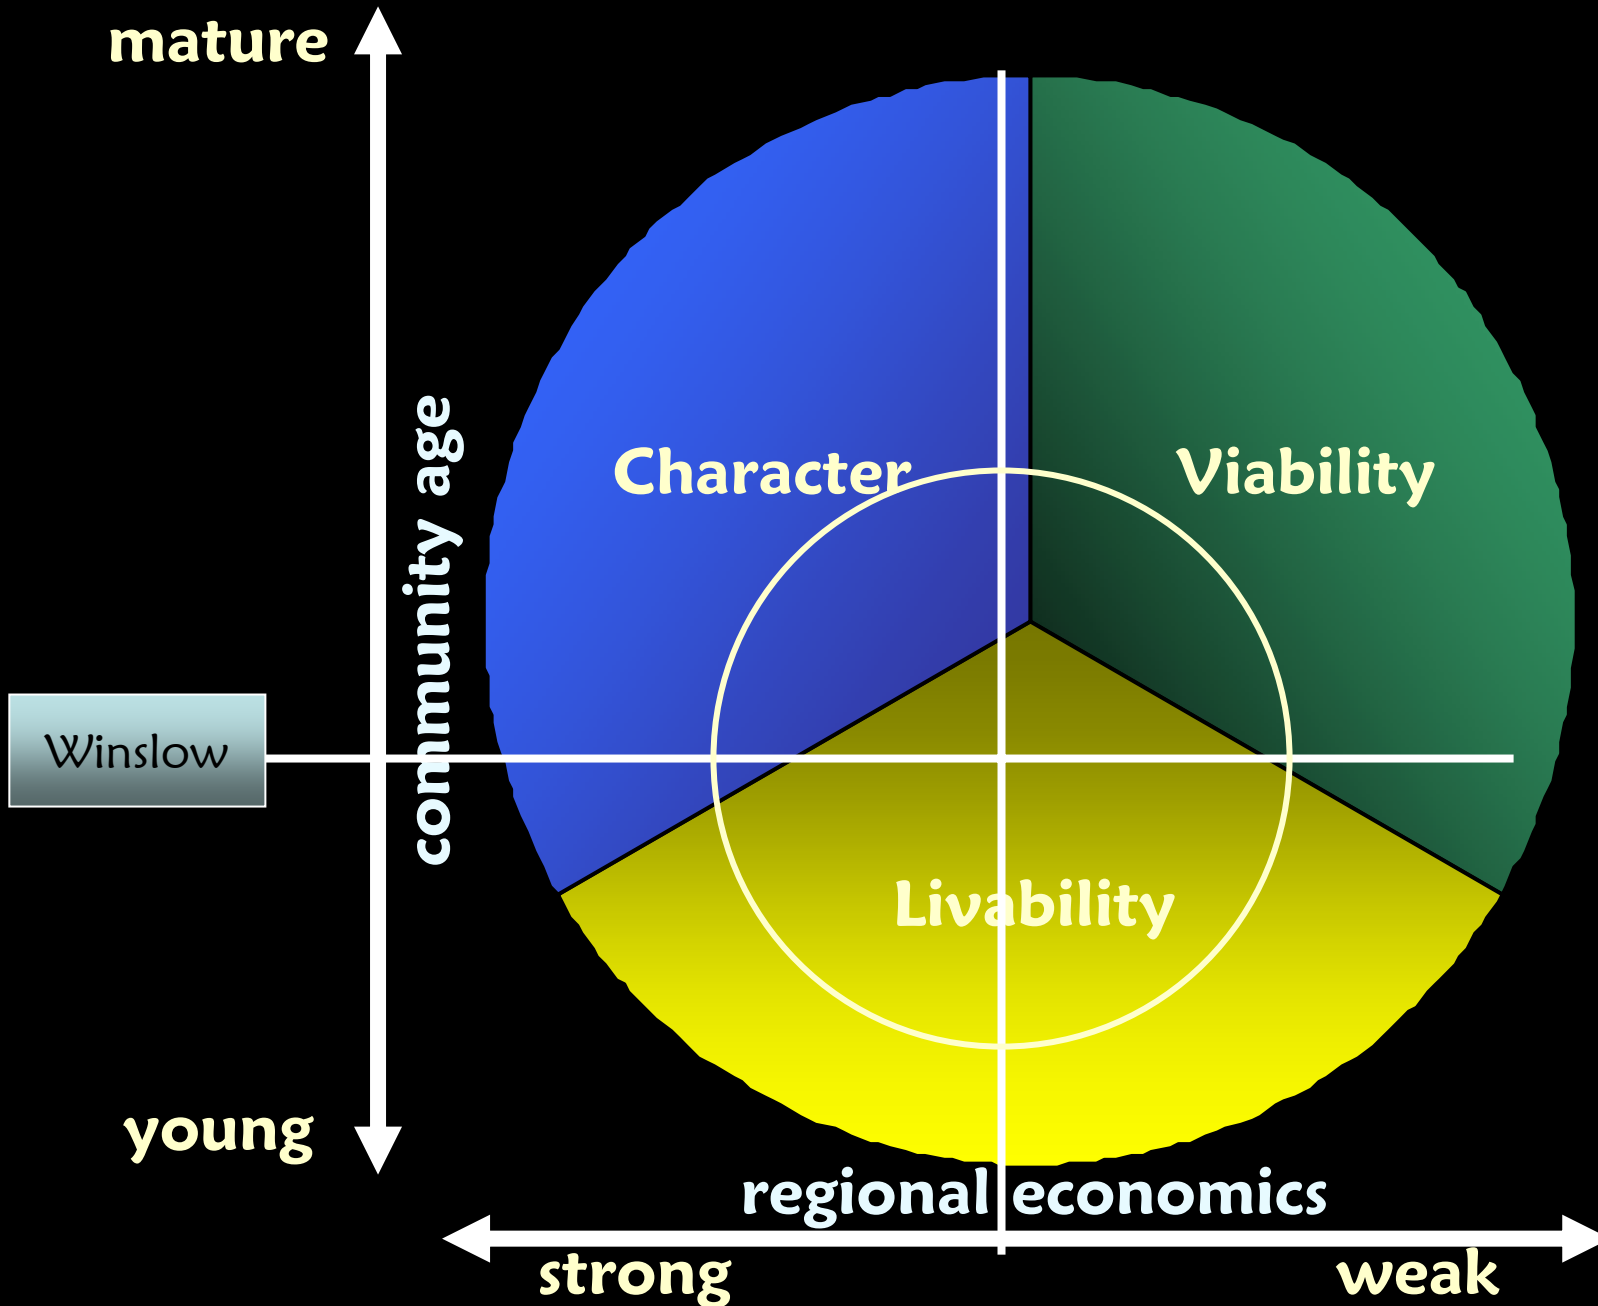 mature
community age
Character
Viability
Winslow
Livability
young
regional economics
strong
weak